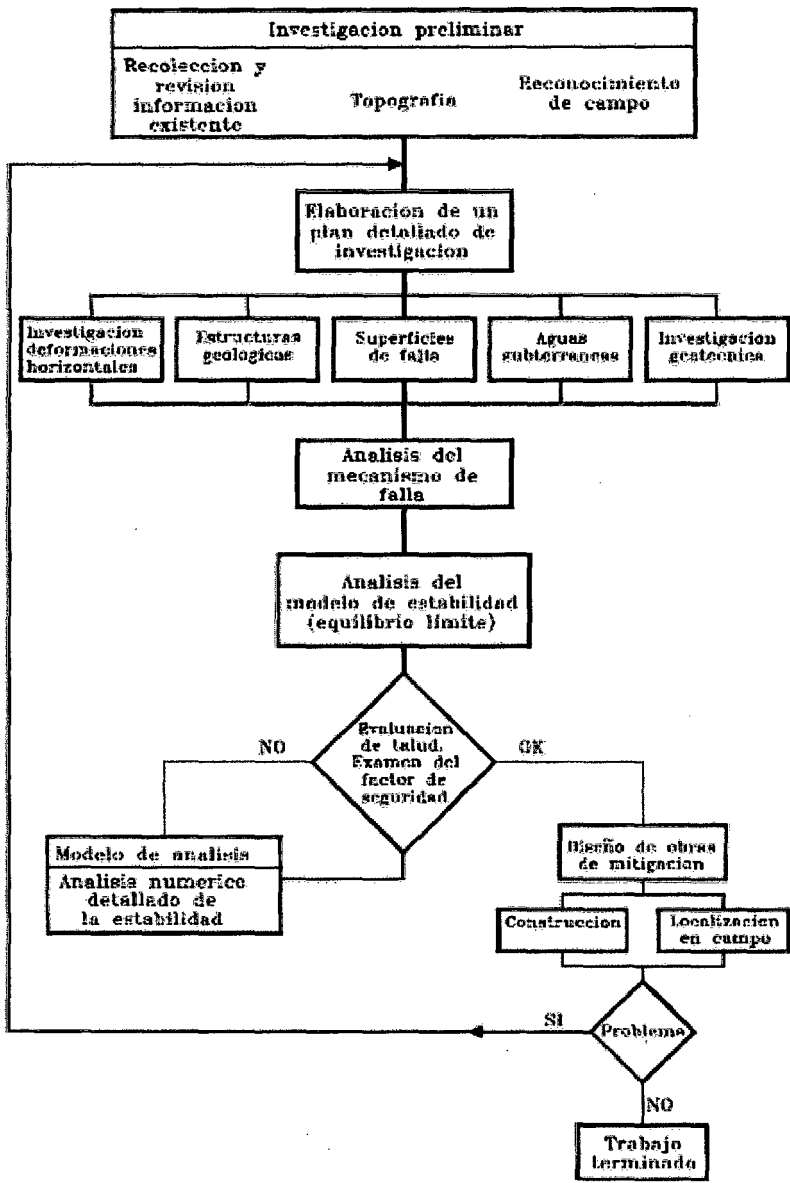 Investigacion preliminar
Recoleccion y
revision
informacion
existente
Topografia
Reconocimiento
de campo
Elaboracion de un
plan detallado de
investigacion
Investigacion
deformaciones
horizontales
Estructuras
geologicas
Superficies
de falla
Aguas
subterraneas
Investigacion
geotecnica
Analisis del
mecanismo de
falla
Analisis del
modelo de estabilidad
(equilibrio limite)
Evaluacion
de talud.
Examen del
factor de
seguridad
NO
OK
Modelo de analisis
Analisis numerico
detallado de
la estabilidad
Diseño de obras
de mitigacion
Construccion
Localizacion
en campo
Problema
SI
NO
Trabajo
terminado